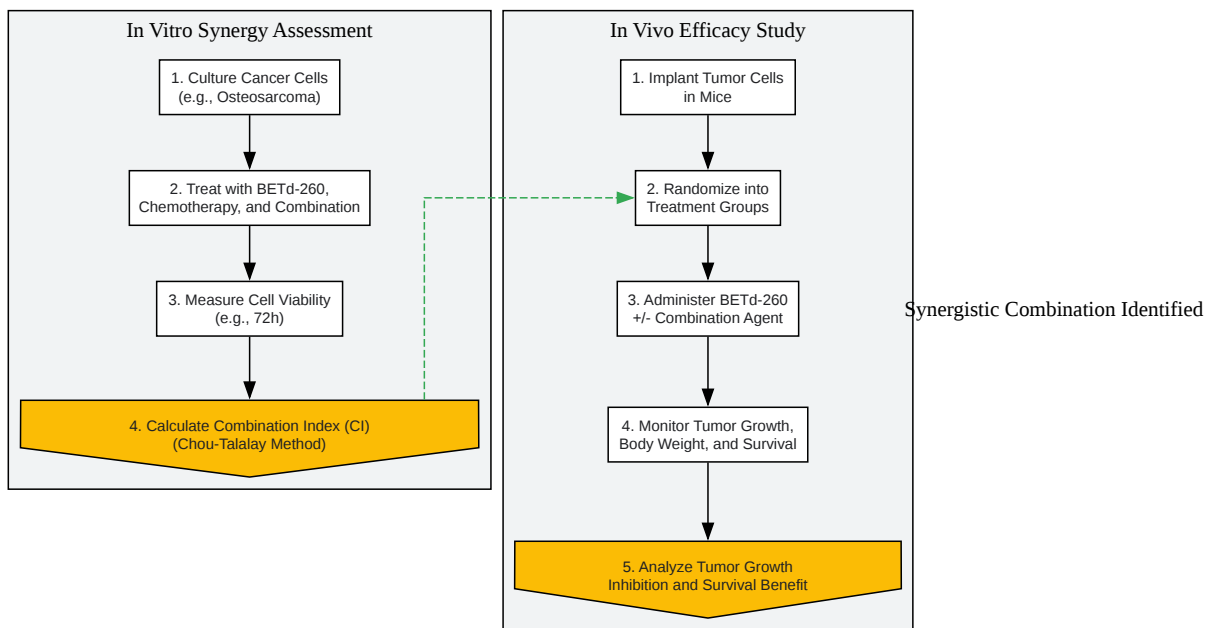 In Vitro Synergy Assessment
1. Culture Cancer Cells
(e.g., Osteosarcoma)
2. Treat with BETd-260,
Chemotherapy, and Combination
3. Measure Cell Viability
(e.g., 72h)
4. Calculate Combination Index (CI)
(Chou-Talalay Method)
In Vivo Efficacy Study
1. Implant Tumor Cells
in Mice
2. Randomize into
Treatment Groups
3. Administer BETd-260
+/- Combination Agent
4. Monitor Tumor Growth,
Body Weight, and Survival
5. Analyze Tumor Growth
Inhibition and Survival Benefit
Synergistic Combination Identified